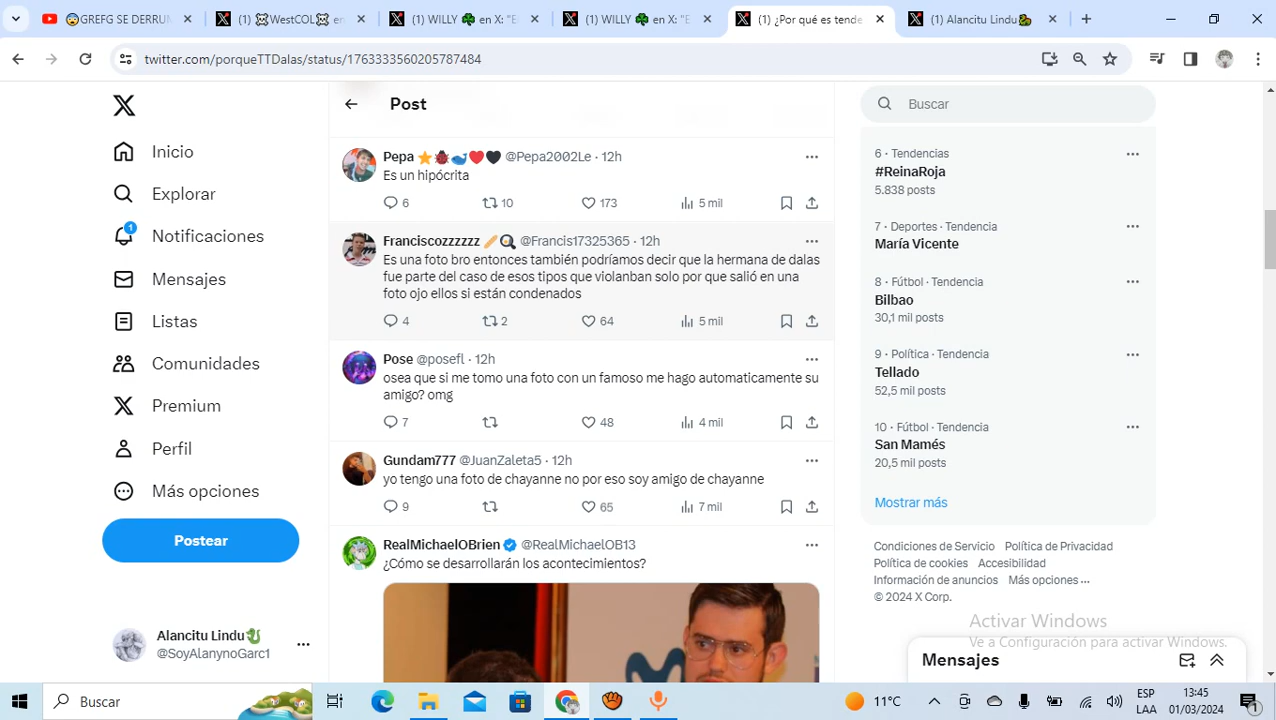 😨GREFG SE DERRUM
(1) ☠WestCOL☠ en
(1) WILLY ☘ en X: "E
(1) WILLY ☘ en X: "E
(1) ¿Por qué es tende
(1) Alancitu Lindu🐉
twitter.com/porqueTTDalas/status/1763333560205787484
Post
Buscar
Inicio
Explorar
1
Notificaciones
Mensajes
Listas
Comunidades
Premium
Perfil
Más opciones
Postear
Alancitu Lindu🐉
@SoyAlanynoGarc1
Pepa ⭐🐞🐳❤️🖤 @Pepa2002Le · 12h
Es un hipócrita
6 10 173 5 mil
Franciscozzzzzz 🥖🍳 @Francis17325365 · 12h
Es una foto bro entonces también podríamos decir que la hermana de dalas
fue parte del caso de esos tipos que violanban solo por que salió en una
foto ojo ellos si están condenados
4 2 64 5 mil
Pose @posefl · 12h
osea que si me tomo una foto con un famoso me hago automaticamente su
amigo? omg
7 48 4 mil
Gundam777 @JuanZaleta5 · 12h
yo tengo una foto de chayanne no por eso soy amigo de chayanne
9 65 7 mil
RealMichaelOBrien @RealMichaelOB13
¿Cómo se desarrollarán los acontecimientos?
6 · Tendencias
#ReinaRoja
5.838 posts
7 · Deportes · Tendencia
María Vicente
8 · Fútbol · Tendencia
Bilbao
30,1 mil posts
9 · Política · Tendencia
Tellado
52,5 mil posts
10 · Fútbol · Tendencia
San Mamés
20,5 mil posts
Mostrar más
Condiciones de Servicio Política de Privacidad
Política de cookies Accesibilidad
Información de anuncios Más opciones ···
© 2024 X Corp.
Activar Windows
Ve a Configuración para activar Windows.
Mensajes
Buscar
11°C
ESP
LAA
13:45
01/03/2024
1